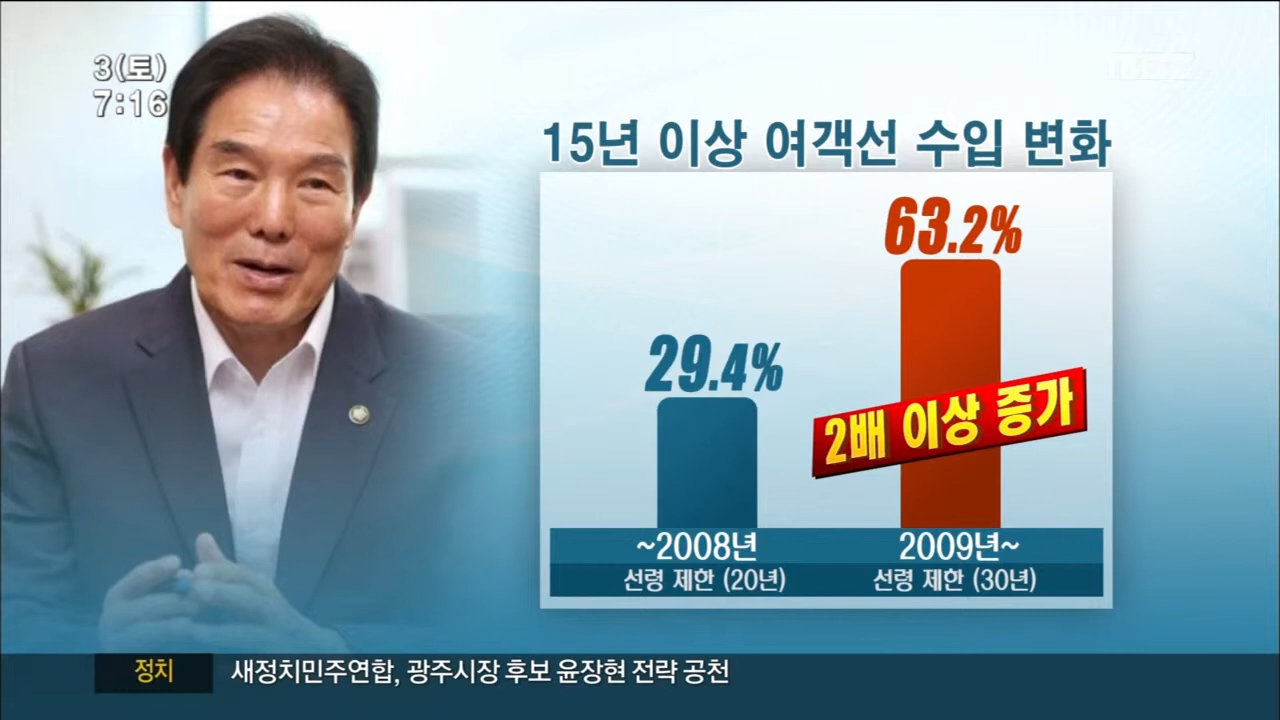 3(토)
7:16
MBC
15년 이상 여객선 수입 변화
63.2%
29.4%
2배 이상 증가
~2008년
2009년~
선령 제한 (20년)
선령 제한 (30년)
정치
새정치민주연합, 광주시장 후보 윤장현 전략 공천